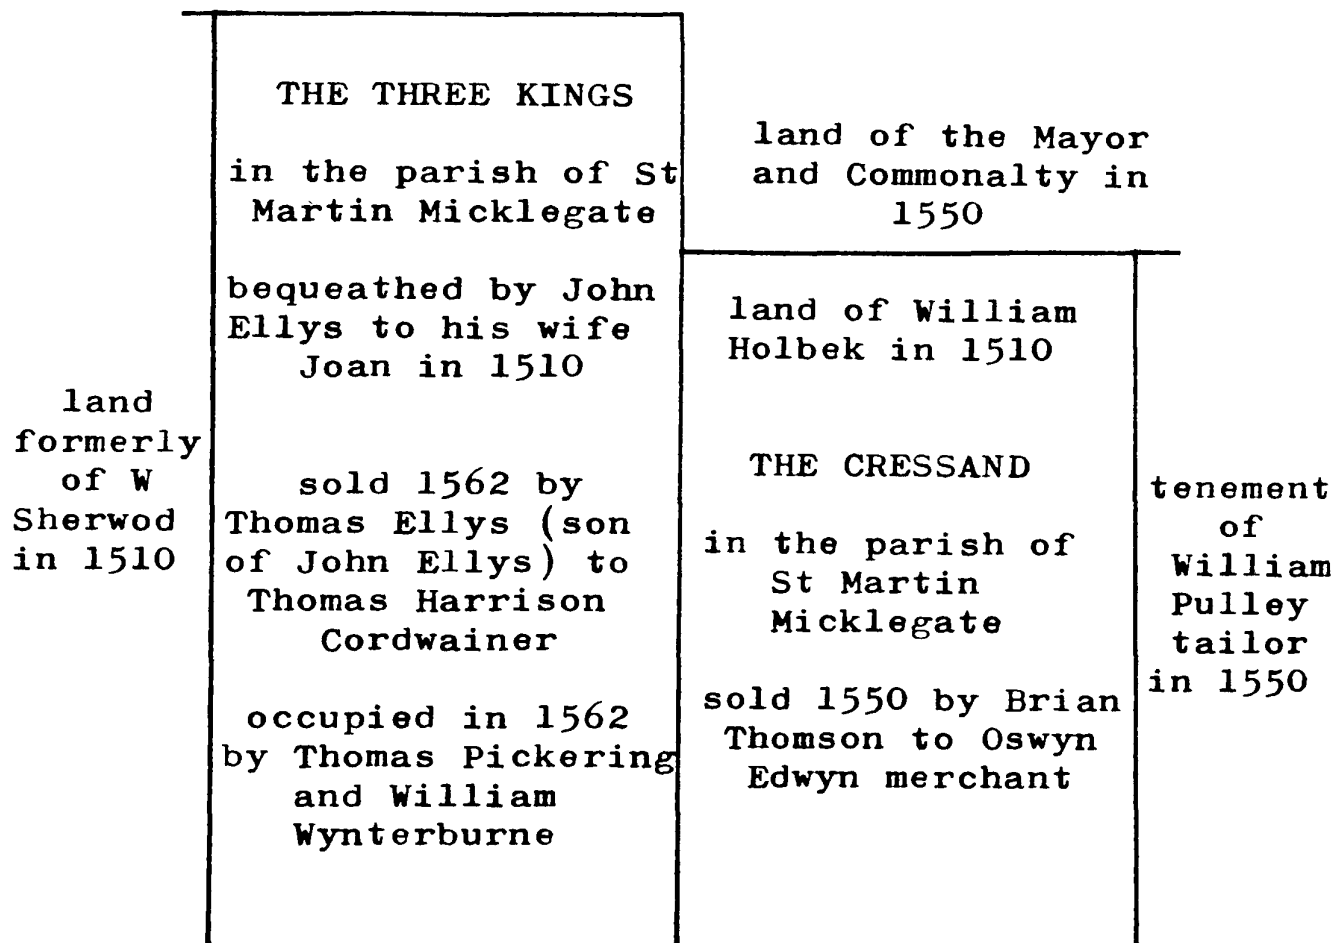 land
formerly
of W
Sherwod
in 1510
THE THREE KINGS
in the parish of St
Martin Micklegate
bequeathed by John
Ellys to his wife
Joan in 1510
sold 1562 by
Thomas Ellys (son
of John Ellys) to
Thomas Harrison
Cordwainer
occupied in 1562
by Thomas Pickering
and William
Wynterburne
land of the Mayor
and Commonalty in
1550
land of William
Holbek in 1510
THE CRESSAND
in the parish of
St Martin
Micklegate
sold 1550 by Brian
Thomson to Oswyn
Edwyn merchant
tenement
of
William
Pulley
tailor
in 1550